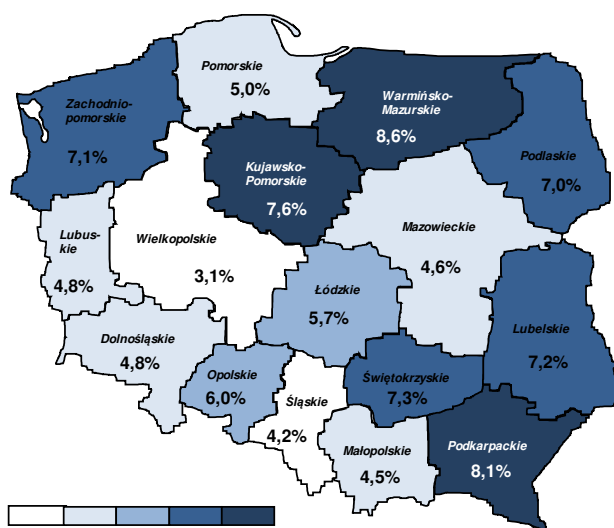 Pomorskie
5,0%
Zachodnio-
pomorskie
7,1%
Warmińsko-
Mazurskie
8,6%
Podlaskie
7,0%
Kujawsko-
Pomorskie
7,6%
Lubus-
kie
4,8%
Wielkopolskie
3,1%
Mazowieckie
4,6%
Łódzkie
5,7%
Lubelskie
7,2%
Dolnośląskie
4,8%
Opolskie
6,0%
Śląskie
4,2%
Świętokrzyskie
7,3%
Małopolskie
4,5%
Podkarpackie
8,1%